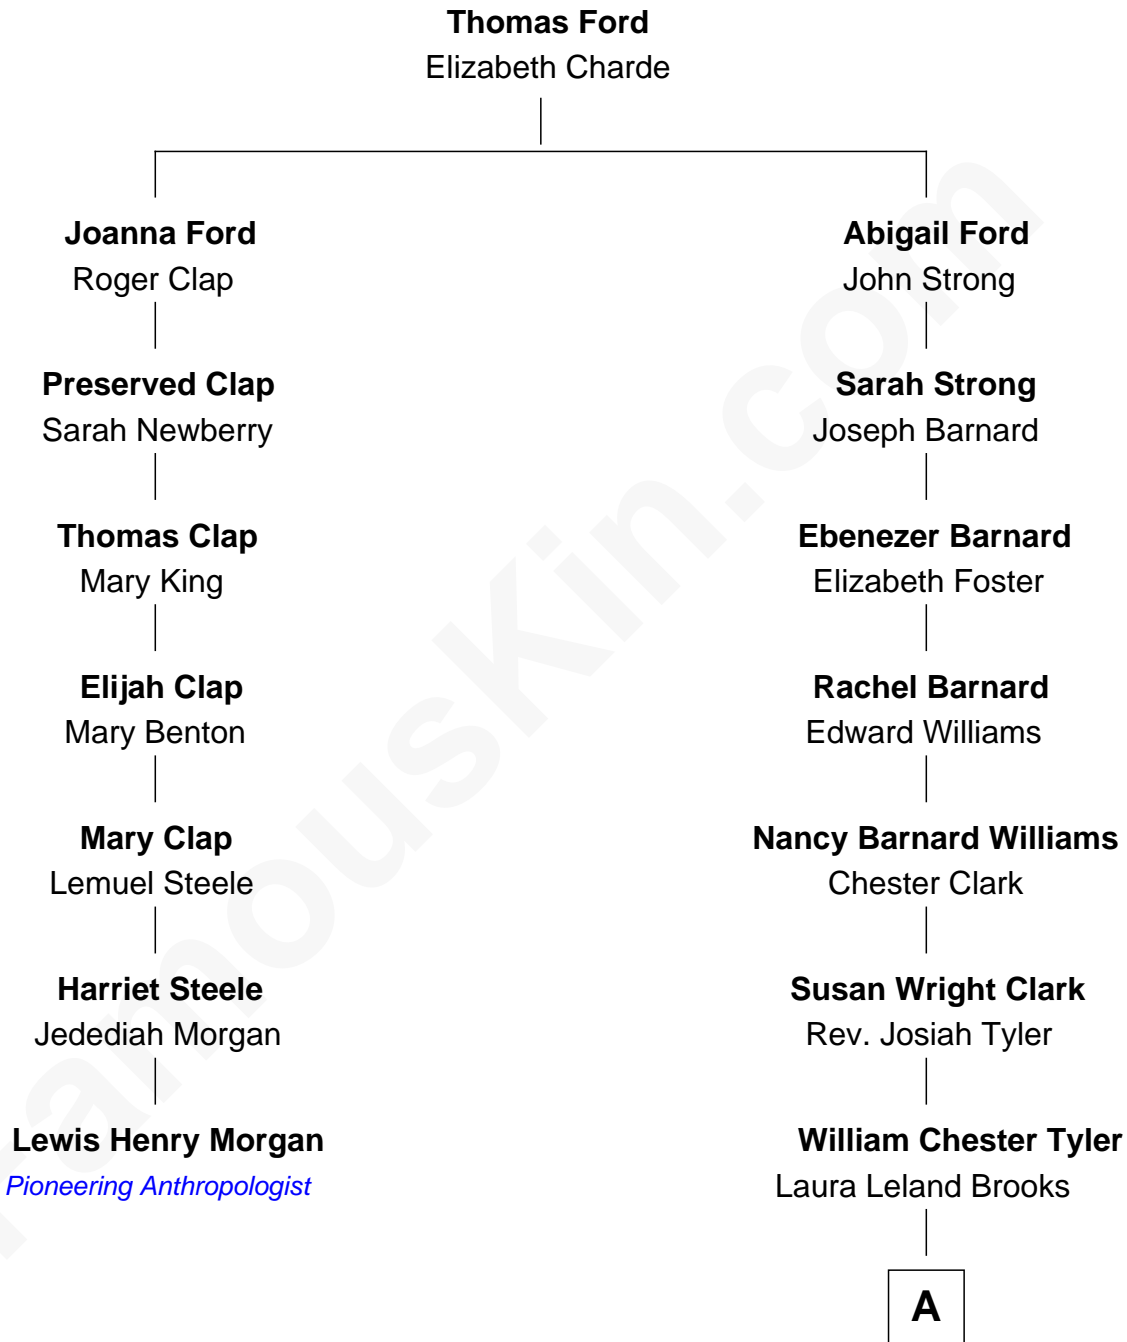 Thomas Ford
Elizabeth Charde
Joanna Ford
Roger Clap
Abigail Ford
John Strong
Preserved Clap
Sarah Newberry
Sarah Strong
Joseph Barnard
Thomas Clap
Mary King
Ebenezer Barnard
Elizabeth Foster
Elijah Clap
Mary Benton
Rachel Barnard
Edward Williams
Mary Clap
Lemuel Steele
Nancy Barnard Williams
Chester Clark
Harriet Steele
Jedediah Morgan
Susan Wright Clark
Rev. Josiah Tyler
Lewis Henry Morgan
Pioneering Anthropologist
William Chester Tyler
Laura Leland Brooks
A
FamousKin.com